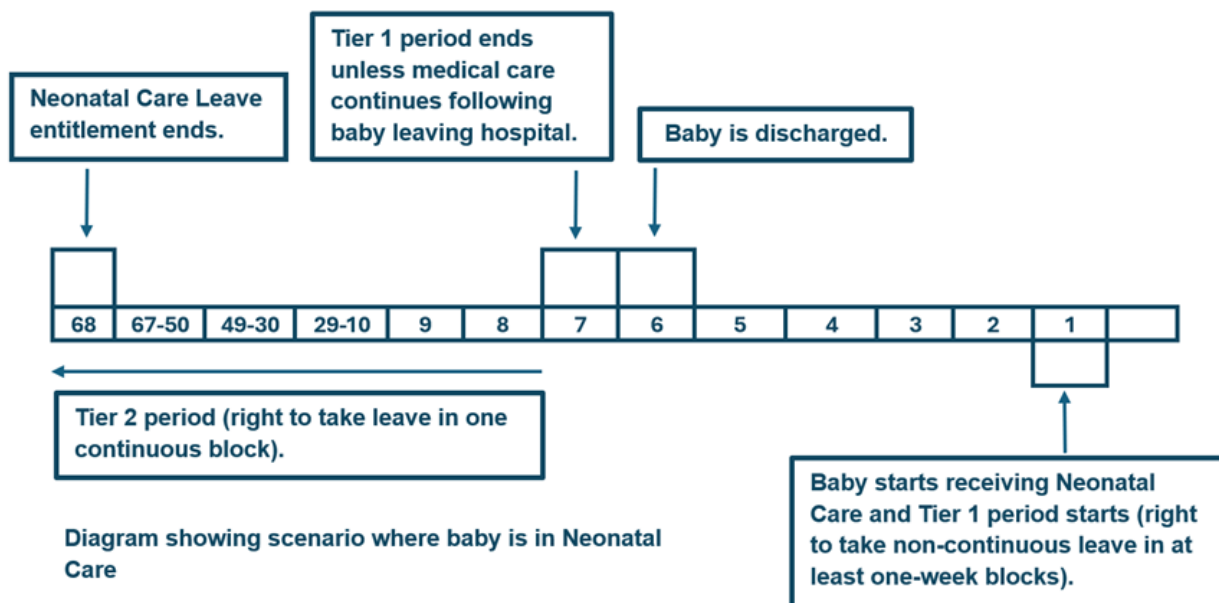 Neonatal Care Leave
entitlement ends.
Tier 1 period ends
unless medical care
continues following
baby leaving hospital.
Baby is discharged.
68 67-50 49-30 29-10 9 8 7 6 5 4 3 2 1
Tier 2 period (right to take leave in one
continuous block).
Baby starts receiving Neonatal
Care and Tier 1 period starts (right
to take non-continuous leave in at
least one-week blocks).
Diagram showing scenario where baby is in Neonatal
Care